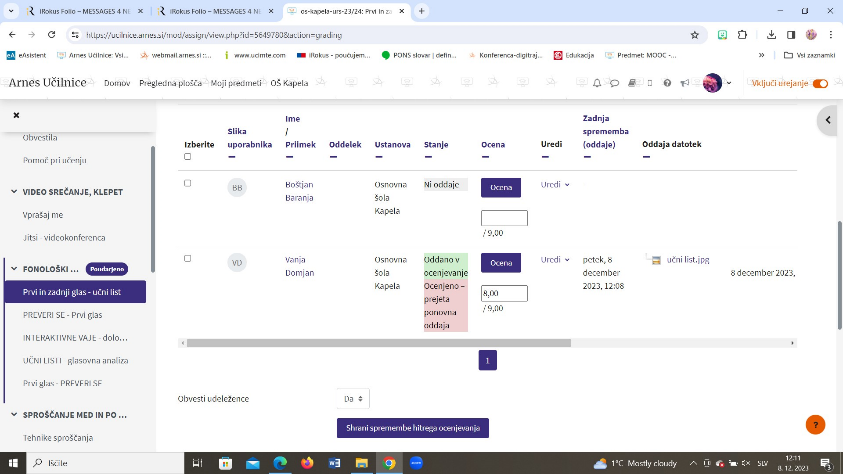 iRokus Folio – MESSAGES 4 NE
iRokus Folio – MESSAGES 4 NE
os-kapela-urs-23/24: Prvi in za
https://ucilnice.arnes.si/mod/assign/view.php?id=5649780&action=grading
eAsistent
Arnes Učilnice: Vsi...
webmail.arnes.si ::...
www.ucimte.com
iRokus – poučujem...
PONS slovar | defin...
Konferenca-digitraj...
Edukacija
Predmet: MOOC -...
»
Vsi zaznamki
Arnes Učilnice
Domov
Pregledna plošča
Moji predmeti
OŠ Kapela
Vključi urejanje
Obvestila
Pomoč pri učenju
VIDEO SREČANJE, KLEPET
Vprašaj me
Jitsi - videokonferenca
FONOLOŠKI ...
Poudarjeno
Prvi in zadnji glas - učni list
PREVERI SE - Prvi glas
INTERAKTIVNE VAJE - dolo...
UČNI LISTI - glasovna analiza
Prvi glas - PREVERI SE
SPROŠČANJE MED IN PO ...
Tehnike sproščanja
Izberite
Slika
uporabnika
Ime
/
Priimek
Oddelek
Ustanova
Stanje
Ocena
Uredi
Zadnja
sprememba
(oddaje)
Oddaja datotek
BB
Boštjan
Baranja
Osnovna
šola
Kapela
Ni oddaje
Ocena
/ 9,00
Uredi
VD
Vanja
Domjan
Osnovna
šola
Kapela
Oddano v
ocenjevanje
Ocenjeno –
prejeta
ponovna
oddaja
Ocena
8,00
/ 9,00
Uredi
petek, 8
december
2023, 12:08
učni list.jpg
8 december 2023,
1
Obvesti udeležence
Da
Shrani spremembe hitrega ocenjevanja
?
Iščite
1°C Mostly cloudy
SLV
12:11
8. 12. 2023
3